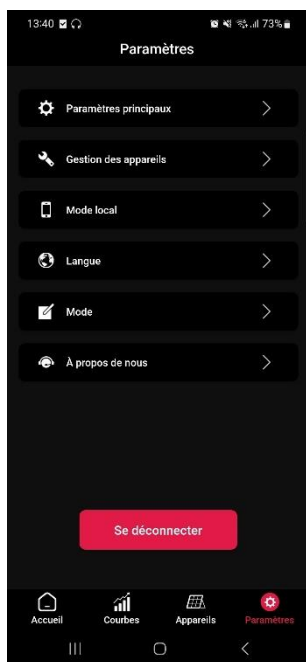 13:40 73%
Paramètres
Paramètres principaux
Gestion des appareils
Mode local
Langue
Mode
À propos de nous
Se déconnecter
Accueil Courbes Appareils Paramètres